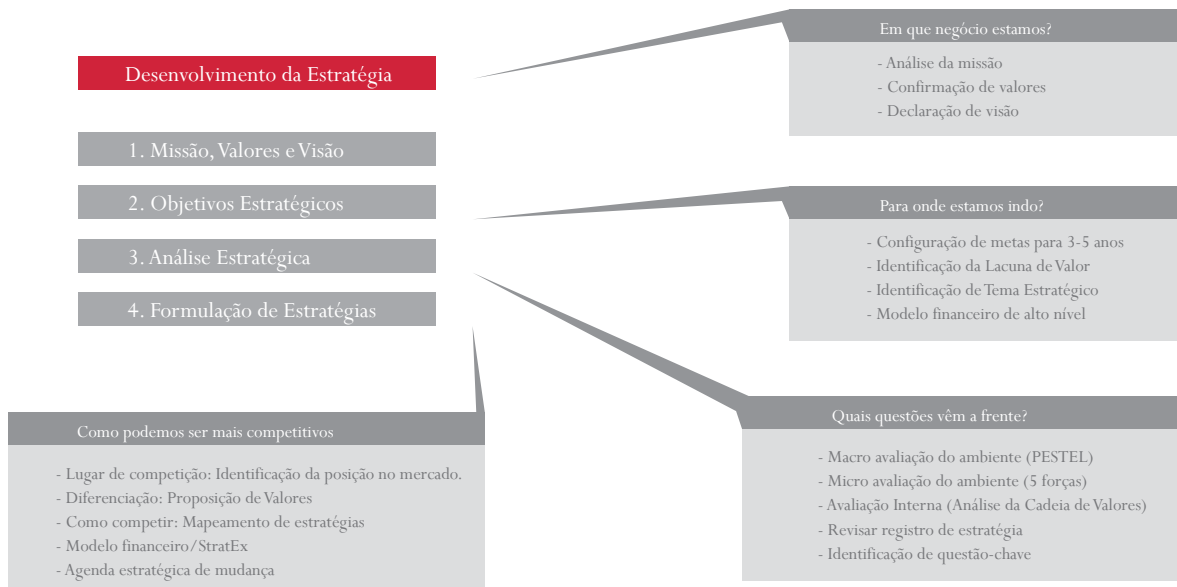 Desenvolvimento da Estratégia
1. Missão, Valores e Visão
2. Objetivos Estratégicos
3. Análise Estratégica
4. Formulação de Estratégias
Em que negócio estamos?
- Análise da missão
- Confirmação de valores
- Declaração de visão
Para onde estamos indo?
- Configuração de metas para 3-5 anos
- Identificação da Lacuna de Valor
- Identificação de Tema Estratégico
- Modelo financeiro de alto nível
Quais questões vêm a frente?
- Macro avaliação do ambiente (PESTEL)
- Micro avaliação do ambiente (5 forças)
- Avaliação Interna (Análise da Cadeia de Valores)
- Revisar registro de estratégia
- Identificação de questão-chave
Como podemos ser mais competitivos
- Lugar de competição: Identificação da posição no mercado.
- Diferenciação: Proposição de Valores
- Como competir: Mapeamento de estratégias
- Modelo financeiro/StratEx
- Agenda estratégica de mudança